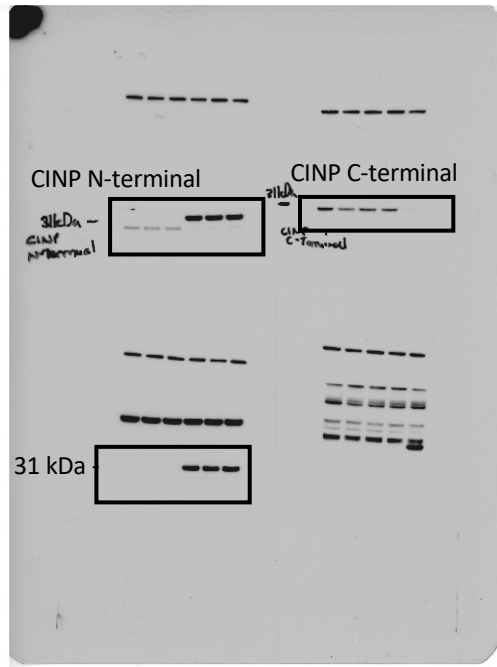 CINP N-terminal
CINP C-terminal
31kDa
31kDa -
CINP
N-Terminal
CINP
C-Terminal
31 kDa -